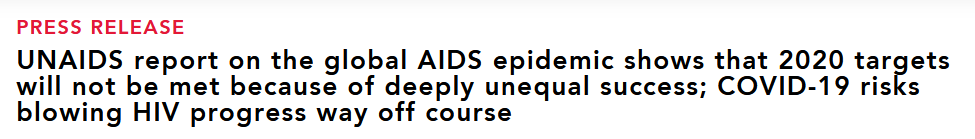 PRESS RELEASE
UNAIDS report on the global AIDS epidemic shows that 2020 targets
will not be met because of deeply unequal success; COVID-19 risks
blowing HIV progress way off course